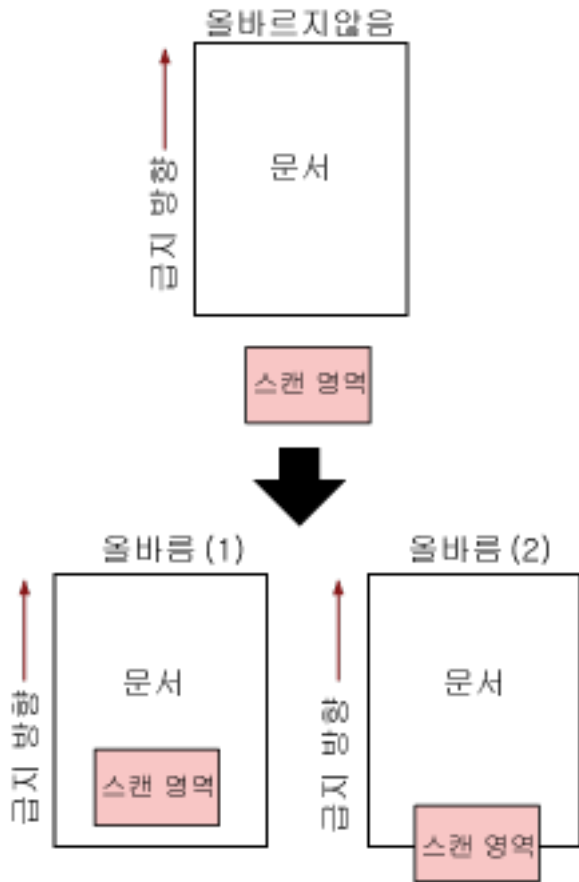 올바르지않음
급지 방향
문서
스캔 영역
올바름 (1)
올바름 (2)
급지 방향
문서
스캔 영역
급지 방향
문서
스캔 영역